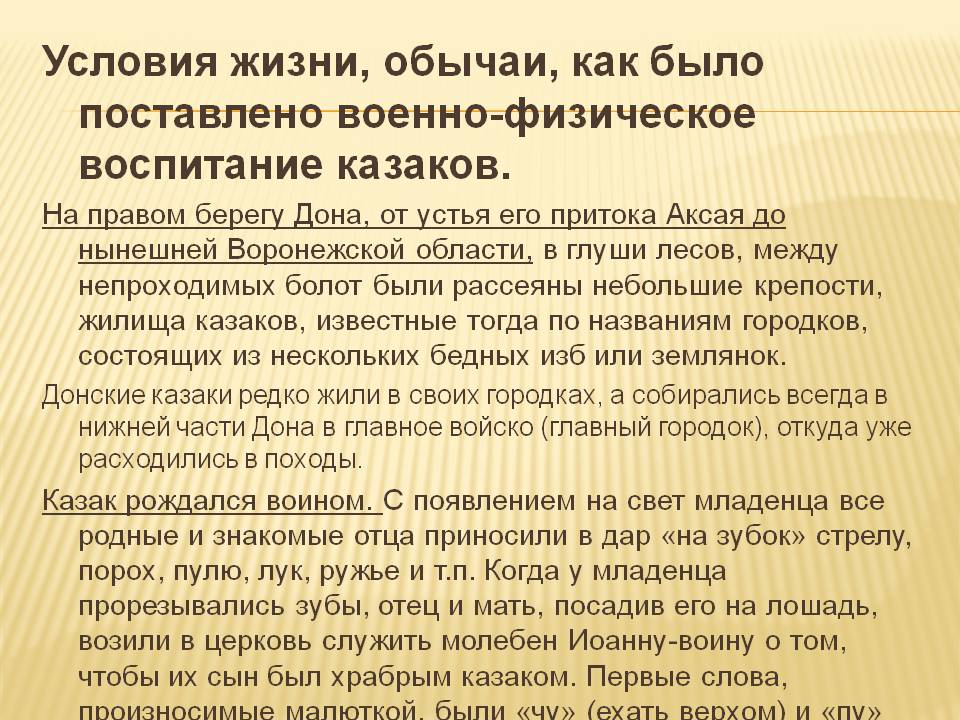 Условия жизни, обычаи, как было
поставлено военно-физическое
воспитание казаков.
На правом берегу Дона, от устья его притока Аксая до
нынешней Воронежской области, в глуши лесов, между
непроходимых болот были рассеяны небольшие крепости,
жилища казаков, известные тогда по названиям городков,
состоящих из нескольких бедных изб или землянок.
Донские казаки редко жили в своих городках, а собирались всегда в
нижней части Дона в главное войско (главный городок), откуда уже
расходились в походы.
Казак рождался воином. С появлением на свет младенца все
родные и знакомые отца приносили в дар «на зубок» стрелу,
порох, пулю, лук, ружье и т.п. Когда у младенца
прорезывались зубы, отец и мать, посадив его на лошадь,
возили в церковь служить молебен Иоанну-воину о том,
чтобы их сын был храбрым казаком. Первые слова,
произносимые малюткой, были «чу» (ехать верхом) и «пу»